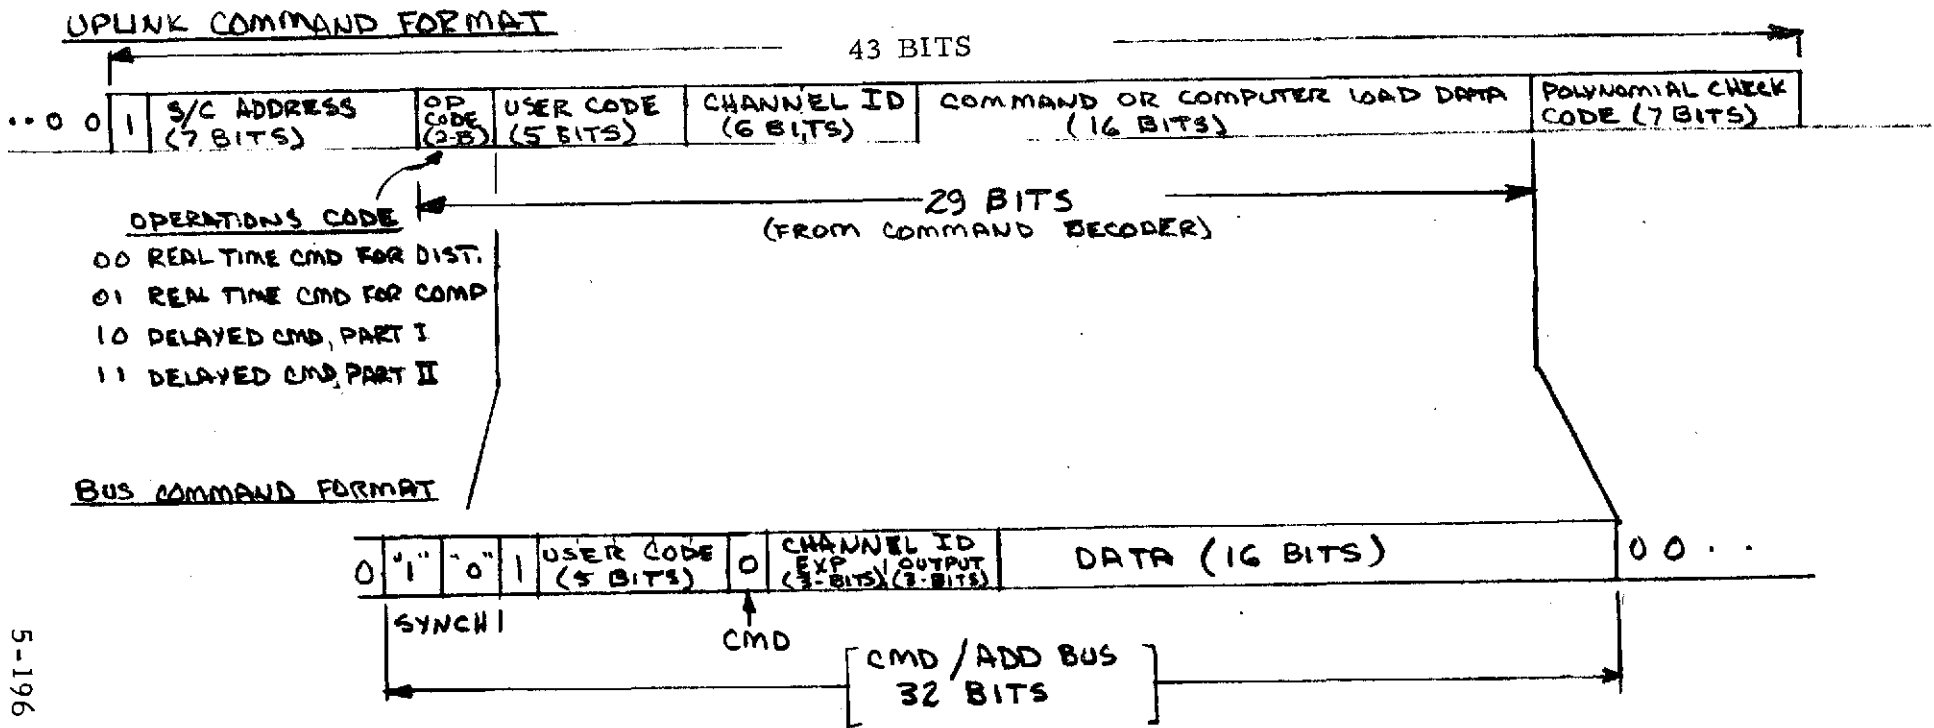 UPLINK COMMAND FORMAT
43 BITS
··0 0 1 S/C ADDRESS (7 BITS) OP CODE (2-B) USER CODE (5 BITS) CHANNEL ID (6 BITS) COMMAND OR COMPUTER LOAD DATA (16 BITS) POLYNOMIAL CHECK CODE (7 BITS)
29 BITS
(FROM COMMAND DECODER)
OPERATIONS CODE
00 REAL TIME CMD FOR DIST.
01 REAL TIME CMD FOR COMP
10 DELAYED CMD, PART I
11 DELAYED CMD, PART II
BUS COMMAND FORMAT
0 "1" "0" 1 USER CODE (5 BITS) 0 CHANNEL ID EXP (3-BITS) OUTPUT (3-BITS) DATA (16 BITS) 0 0 · ·
SYNCH
CMD
CMD / ADD BUS
32 BITS
5-196